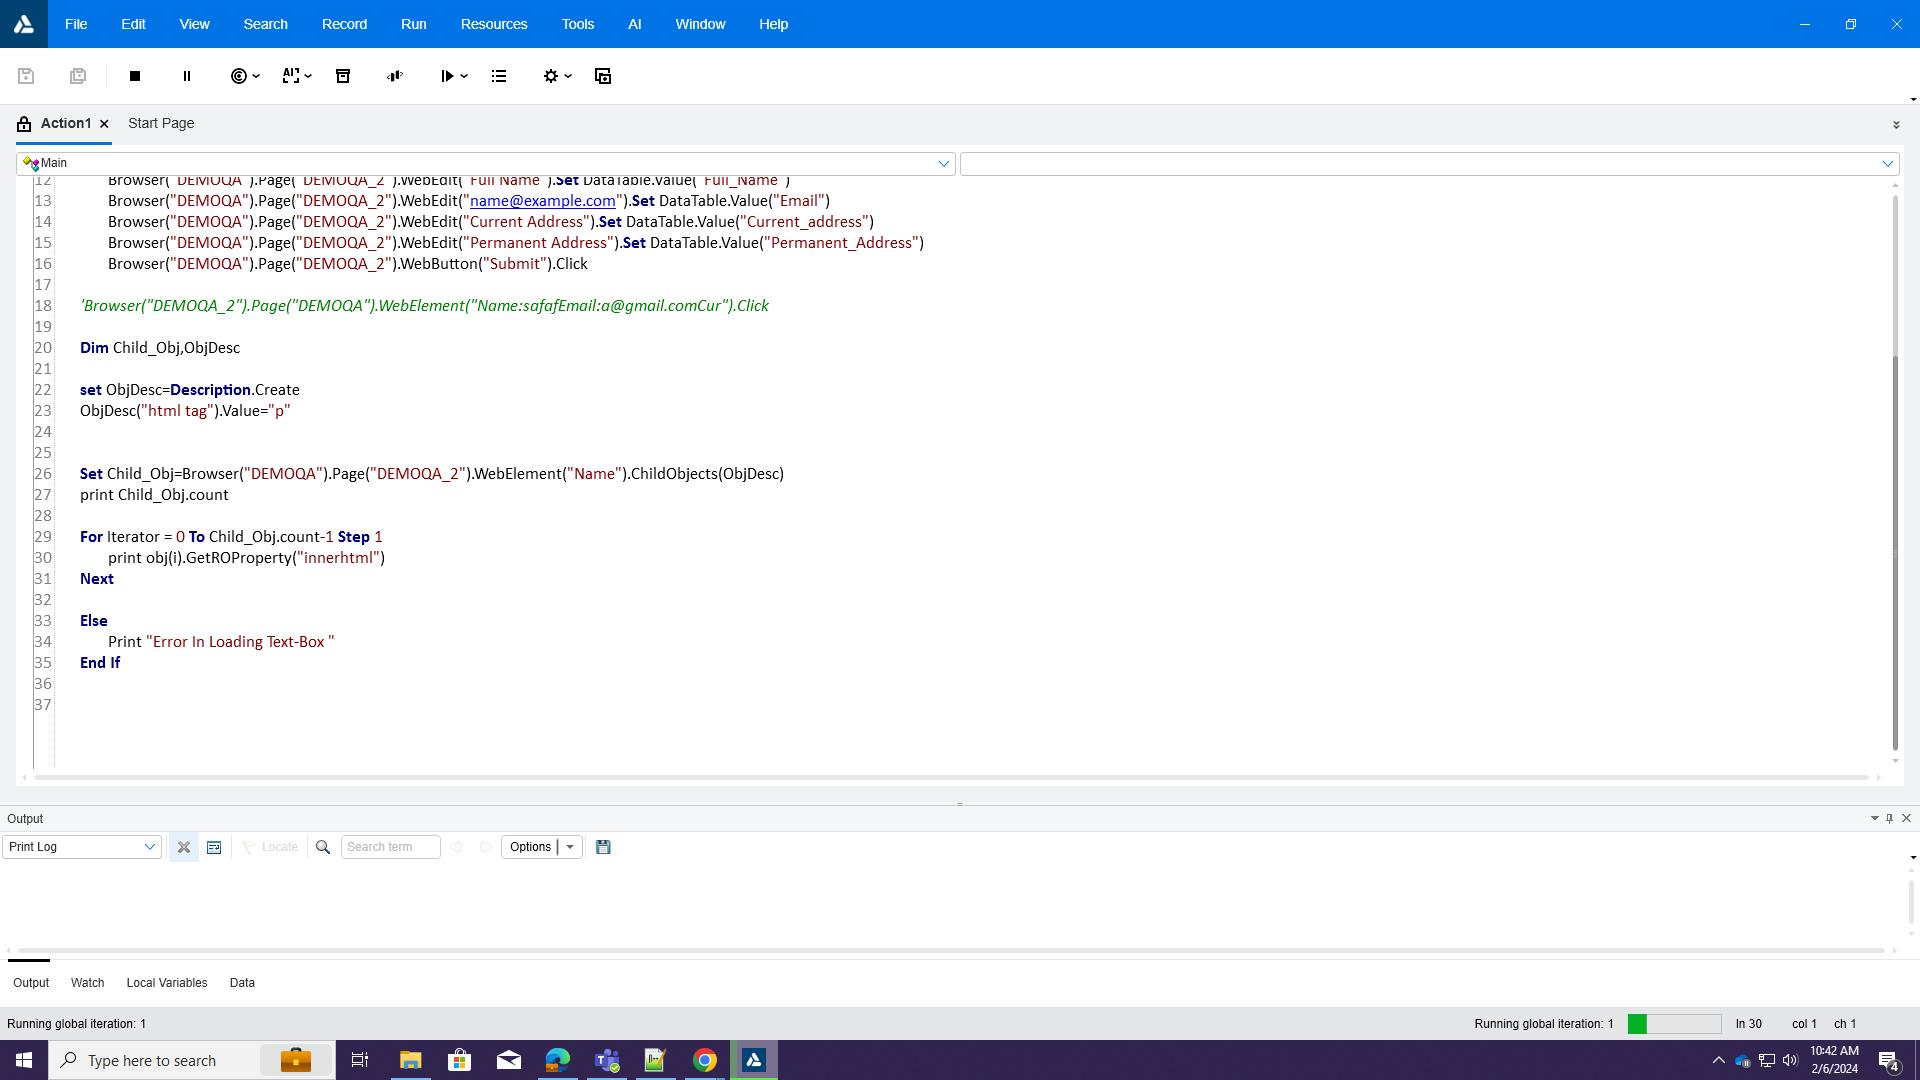 File Edit View Search Record Run Resources Tools AI Window Help
AI
Action1 Start Page
Main
12 Browser("DEMOQA").Page("DEMOQA_2").WebEdit("Full Name").Set DataTable.Value("Full_Name")
13 Browser("DEMOQA").Page("DEMOQA_2").WebEdit("name@example.com").Set DataTable.Value("Email")
14 Browser("DEMOQA").Page("DEMOQA_2").WebEdit("Current Address").Set DataTable.Value("Current_address")
15 Browser("DEMOQA").Page("DEMOQA_2").WebEdit("Permanent Address").Set DataTable.Value("Permanent_Address")
16 Browser("DEMOQA").Page("DEMOQA_2").WebButton("Submit").Click
17
18 'Browser("DEMOQA_2").Page("DEMOQA").WebElement("Name:safafEmail:a@gmail.comCur").Click
19
20 Dim Child_Obj,ObjDesc
21
22 set ObjDesc=Description.Create
23 ObjDesc("html tag").Value="p"
24
25
26 Set Child_Obj=Browser("DEMOQA").Page("DEMOQA_2").WebElement("Name").ChildObjects(ObjDesc)
27 print Child_Obj.count
28
29 For Iterator = 0 To Child_Obj.count-1 Step 1
30 print obj(i).GetROProperty("innerhtml")
31 Next
32
33 Else
34 Print "Error In Loading Text-Box "
35 End If
36
37
Output
Print Log Locate Search term Options
Output Watch Local Variables Data
Running global iteration: 1 Running global iteration: 1 ln 30 col 1 ch 1
Type here to search 10:42 AM
2/6/2024 4